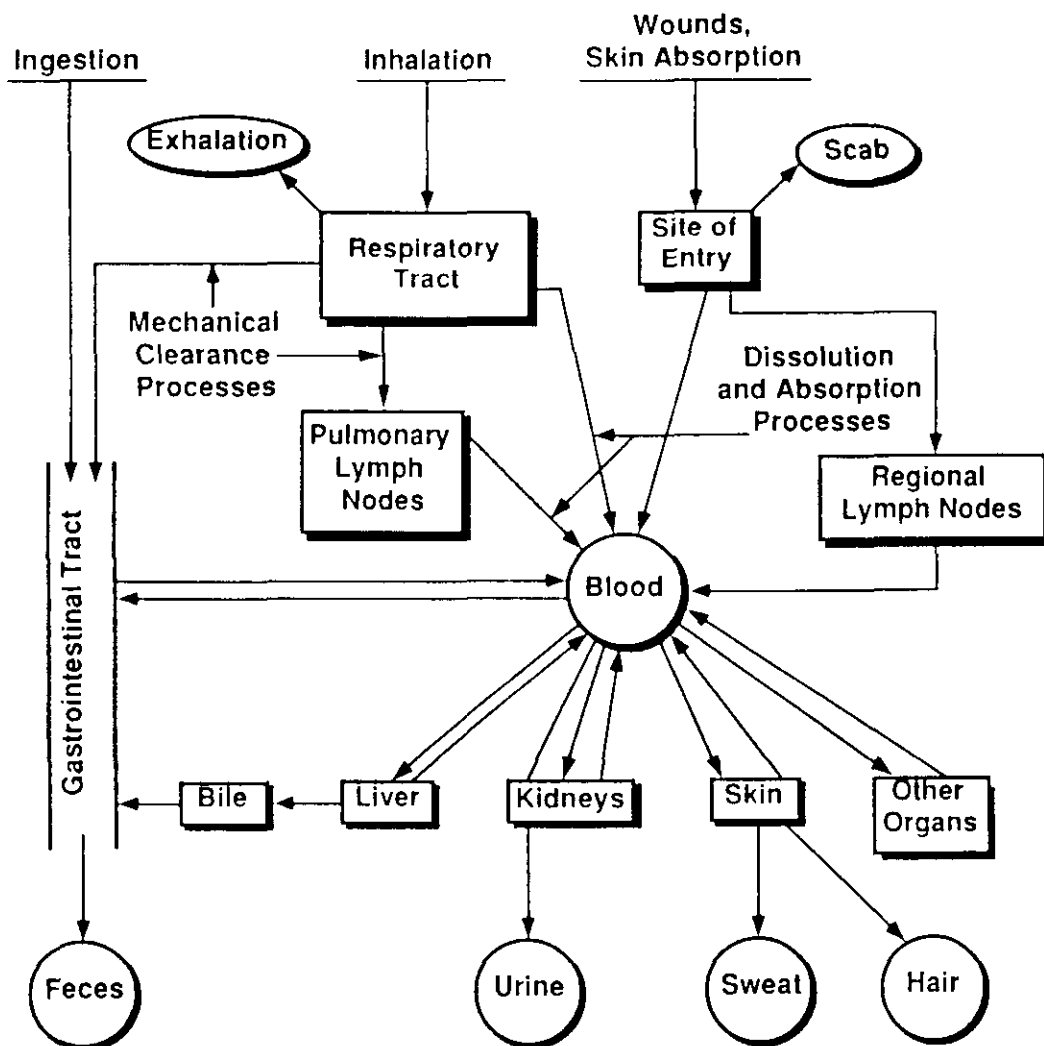 Ingestion
Inhalation
Wounds,
Skin Absorption
Exhalation
Scab
Respiratory
Tract
Site of
Entry
Mechanical
Clearance
Processes
Dissolution
and Absorption
Processes
Pulmonary
Lymph
Nodes
Regional
Lymph Nodes
Gastrointestinal Tract
Blood
Bile
Liver
Kidneys
Skin
Other
Organs
Feces
Urine
Sweat
Hair